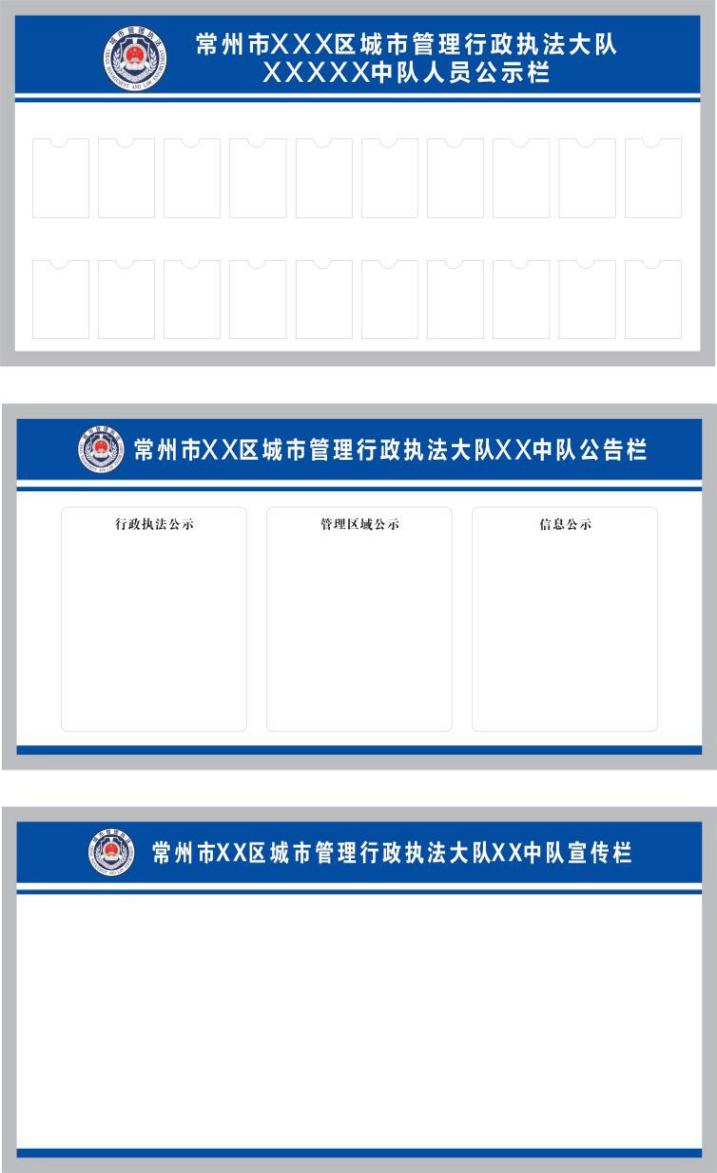 常州市XXX区城市管理行政执法大队
XXXXX中队人员公示栏
常州市XX区城市管理行政执法大队XX中队公告栏
行政执法公示
管理区域公示
信息公示
常州市XX区城市管理行政执法大队XX中队宣传栏